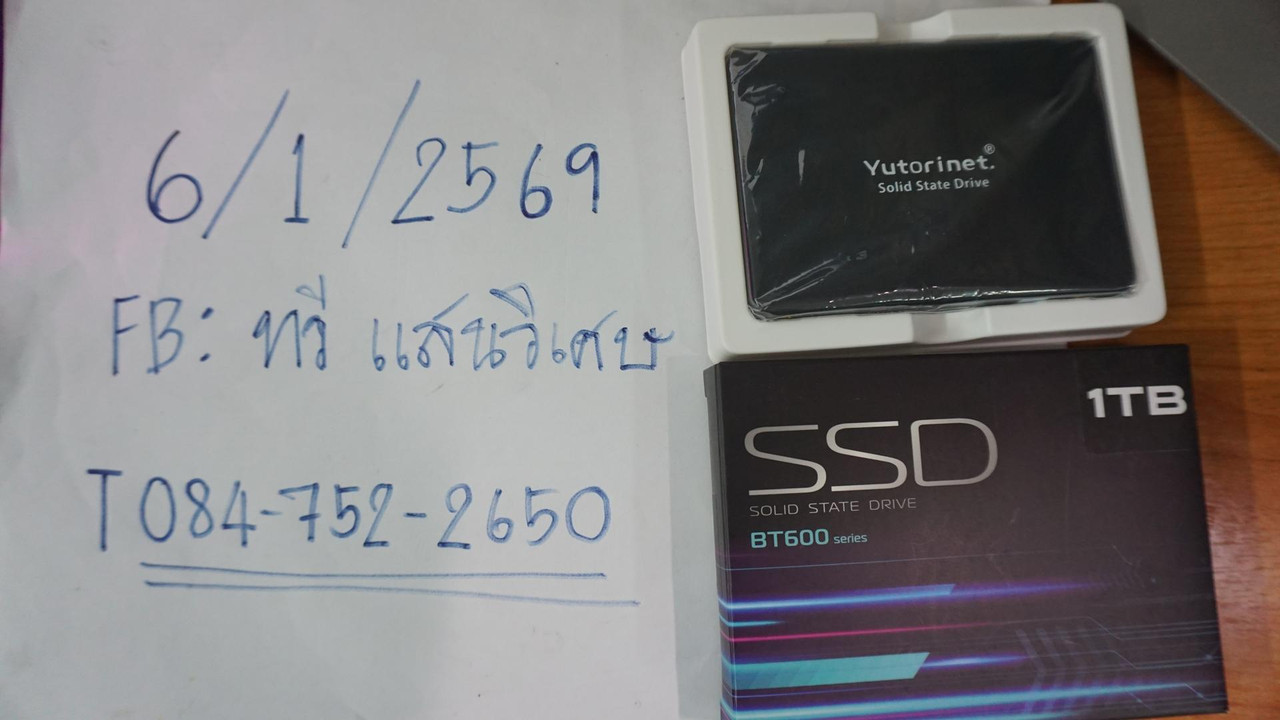 6/1/2569
FB: ทวี แสนวิเศษ
T 084-752-2650
Yutorinet.®
Solid State Drive
1TB
SSD
SOLID STATE DRIVE
BT600 series